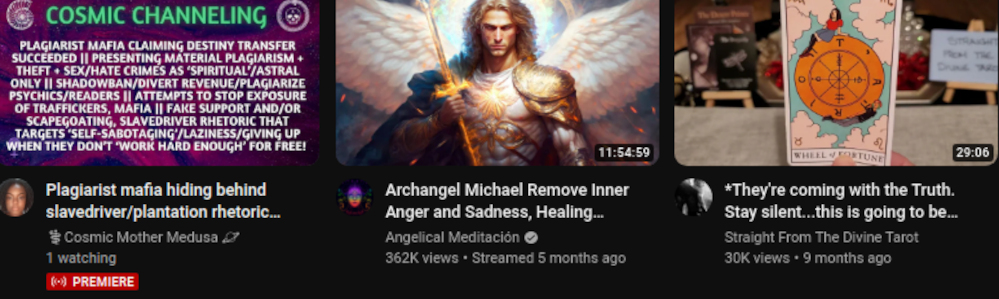 COSMIC CHANNELING
PLAGIARIST MAFIA CLAIMING DESTINY TRANSFER
SUCCEEDED || PRESENTING MATERIAL PLAGIARISM +
THEFT + SEX/HATE CRIMES AS 'SPIRITUAL'/ASTRAL
ONLY || SHADOWBAN/DIVERT REVENUE/PLAGIARIZE
PSYCHICS/READERS || ATTEMPTS TO STOP EXPOSURE
OF TRAFFICKERS, MAFIA || FAKE SUPPORT AND/OR
SCAPEGOATING, SLAVEDRIVER RHETORIC THAT
TARGETS 'SELF-SABOTAGING'/LAZINESS/GIVING UP
WHEN THEY DON'T 'WORK HARD ENOUGH' FOR FREE!
Plagiarist mafia hiding behind
slavedriver/plantation rhetoric...
Cosmic Mother Medusa
1 watching
PREMIERE
11:54:59
Archangel Michael Remove Inner
Anger and Sadness, Healing...
Angelical Meditación
362K views • Streamed 5 months ago
STRAIGHT
FROM THE
DIVINE TAROT
T
A
R
O
WHEEL of FORTUNE
29:06
*They're coming with the Truth.
Stay silent...this is going to be...
Straight From The Divine Tarot
30K views • 9 months ago